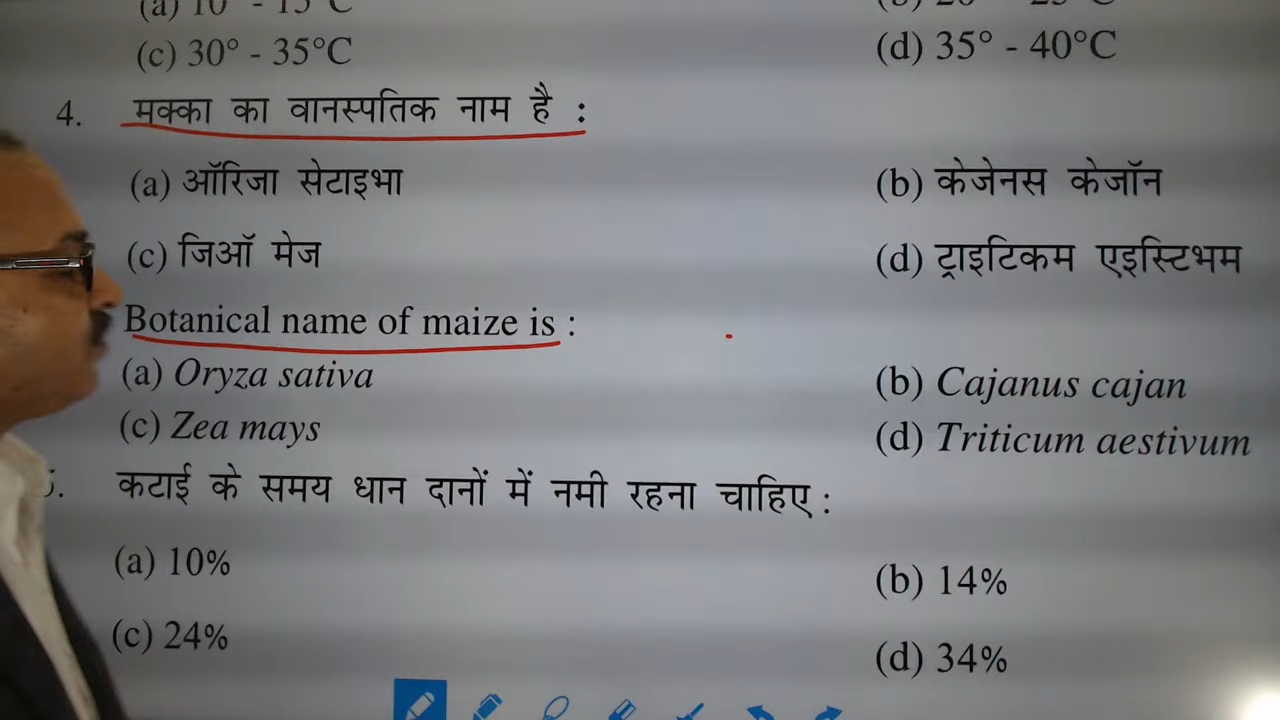 (c) 30° - 35°C (d) 35° - 40°C
4. मक्का का वानस्पतिक नाम है :
(a) ऑरिजा सेटाइभा (b) केजेनस केजॉन
(c) जिऑ मेज (d) ट्राइटिकम एइस्टिभम
Botanical name of maize is :
(a) Oryza sativa (b) Cajanus cajan
(c) Zea mays (d) Triticum aestivum
कटाई के समय धान दानों में नमी रहना चाहिए :
(a) 10% (b) 14%
(c) 24% (d) 34%